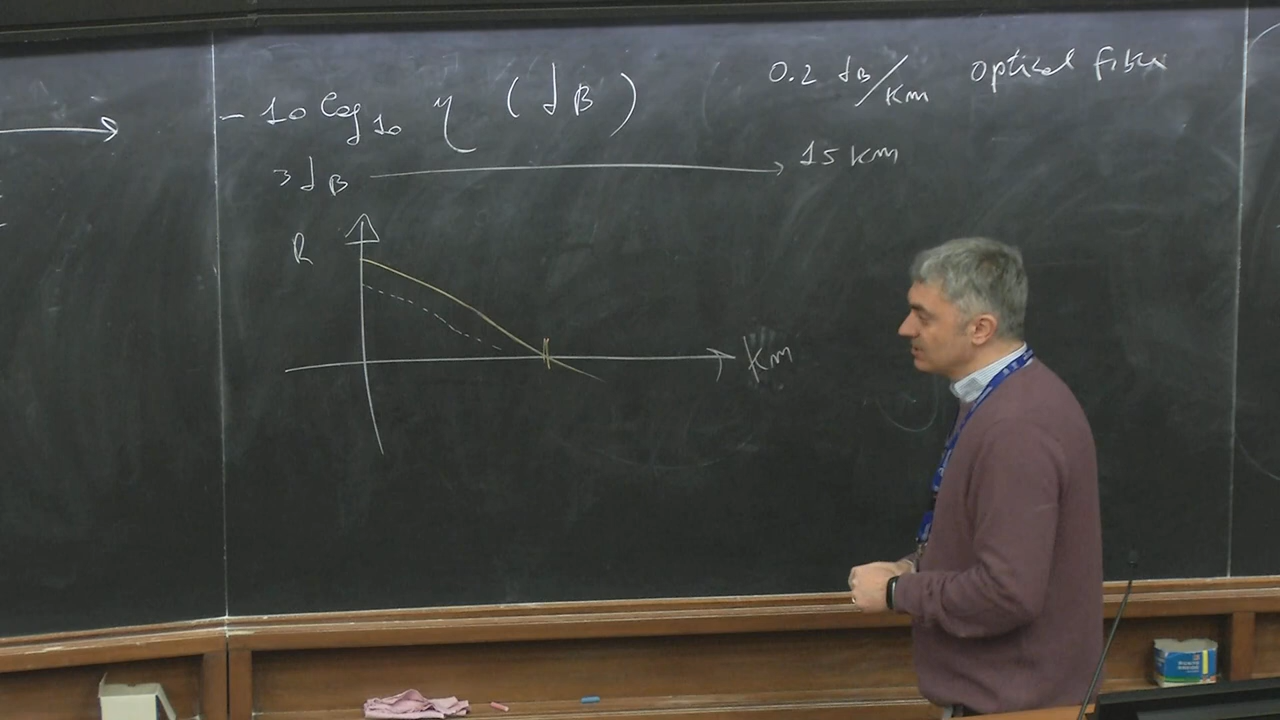 - 10 log10 η (dB)
0.2 dB/Km optical fiber
3 dB → 15 Km
R
Km